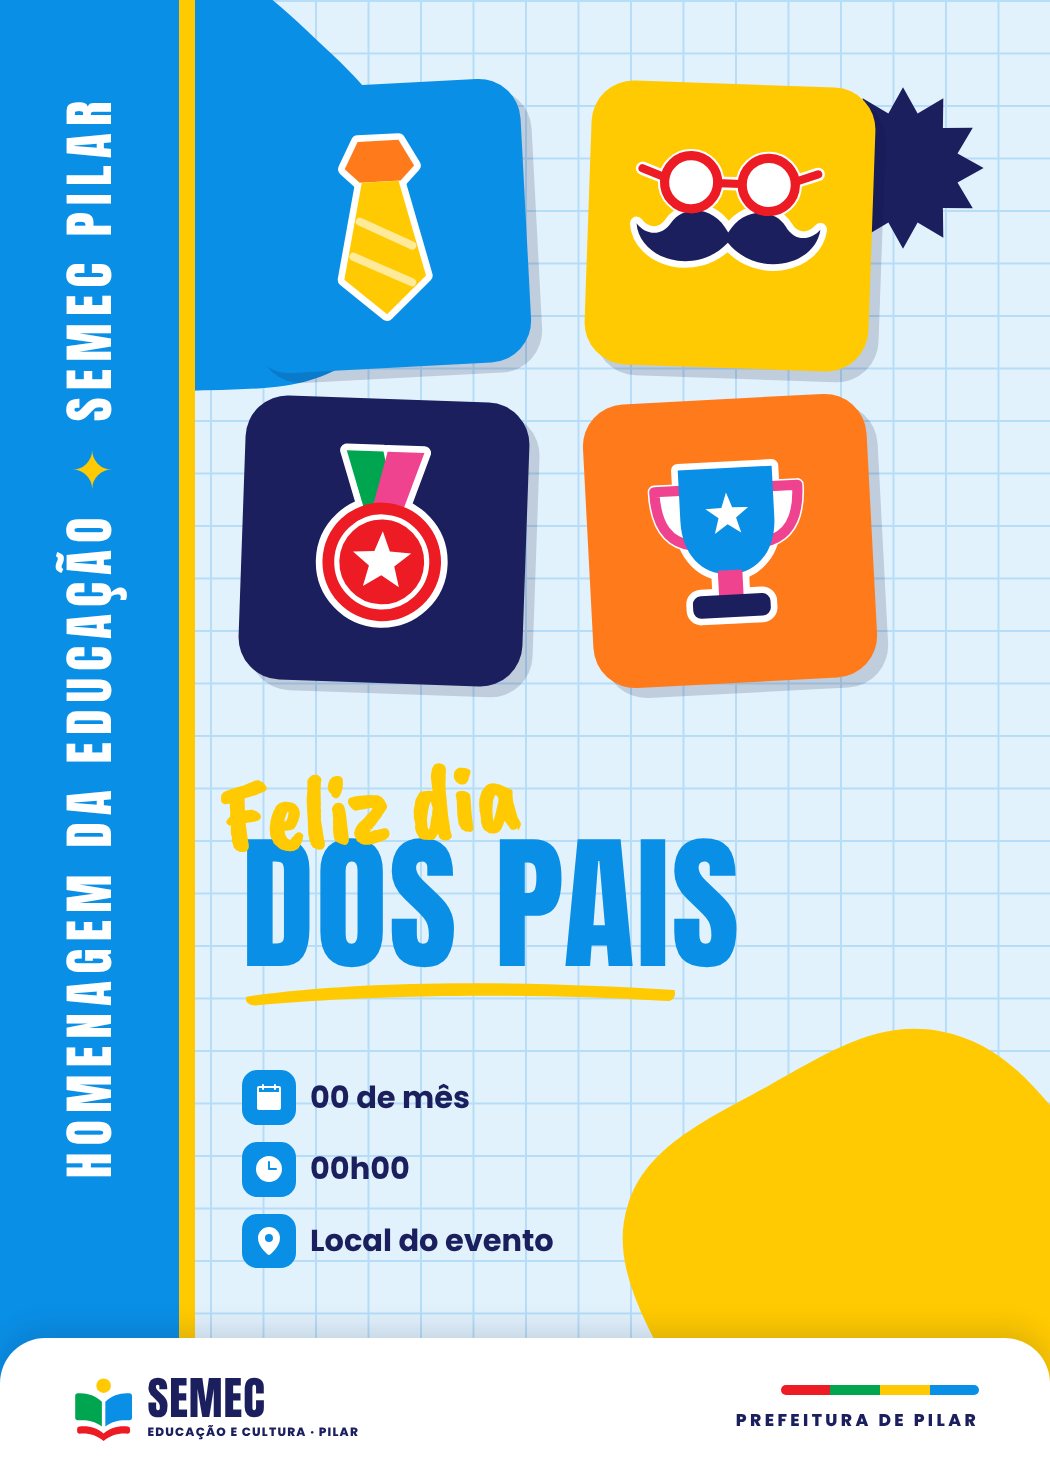 HOMENAGEM DA EDUCAÇÃO ✦ SEMEC PILAR
Feliz dia
DOS PAIS
00 de mês
00h00
Local do evento
SEMEC
EDUCAÇÃO E CULTURA · PILAR
PREFEITURA DE PILAR